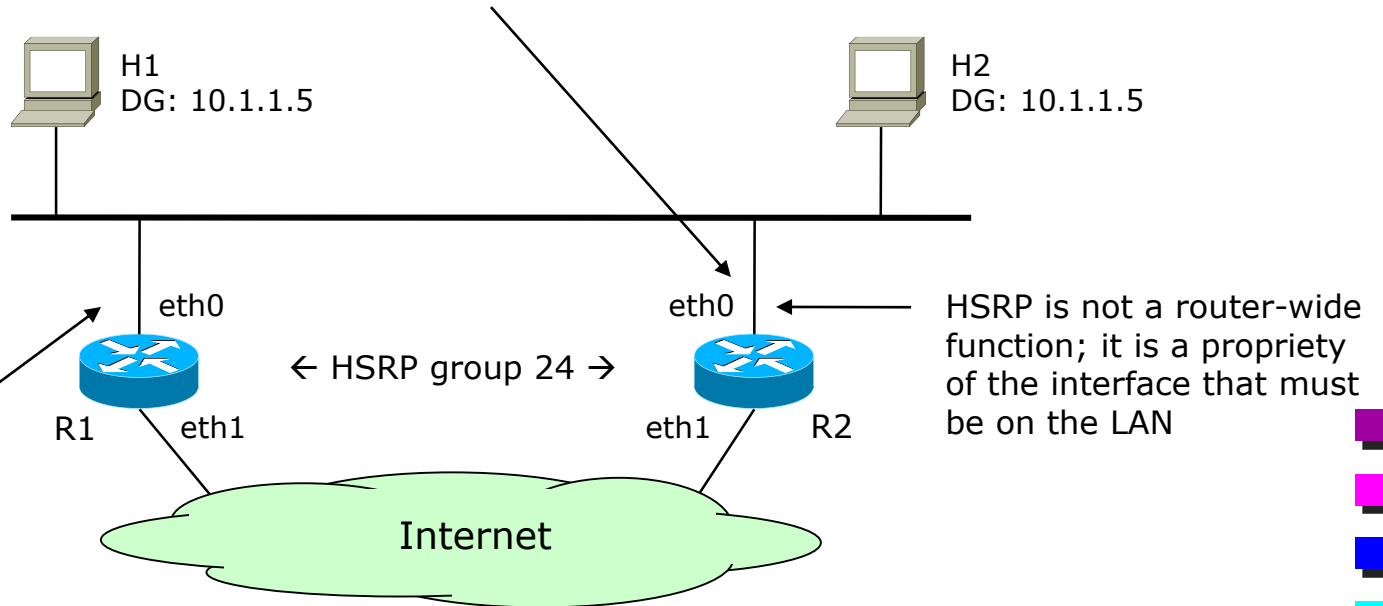 H1
DG: 10.1.1.5
H2
DG: 10.1.1.5
eth0
eth0
HSRP is not a router-wide
function; it is a propriety
of the interface that must
be on the LAN
← HSRP group 24 →
R1
eth1
eth1
R2
Internet